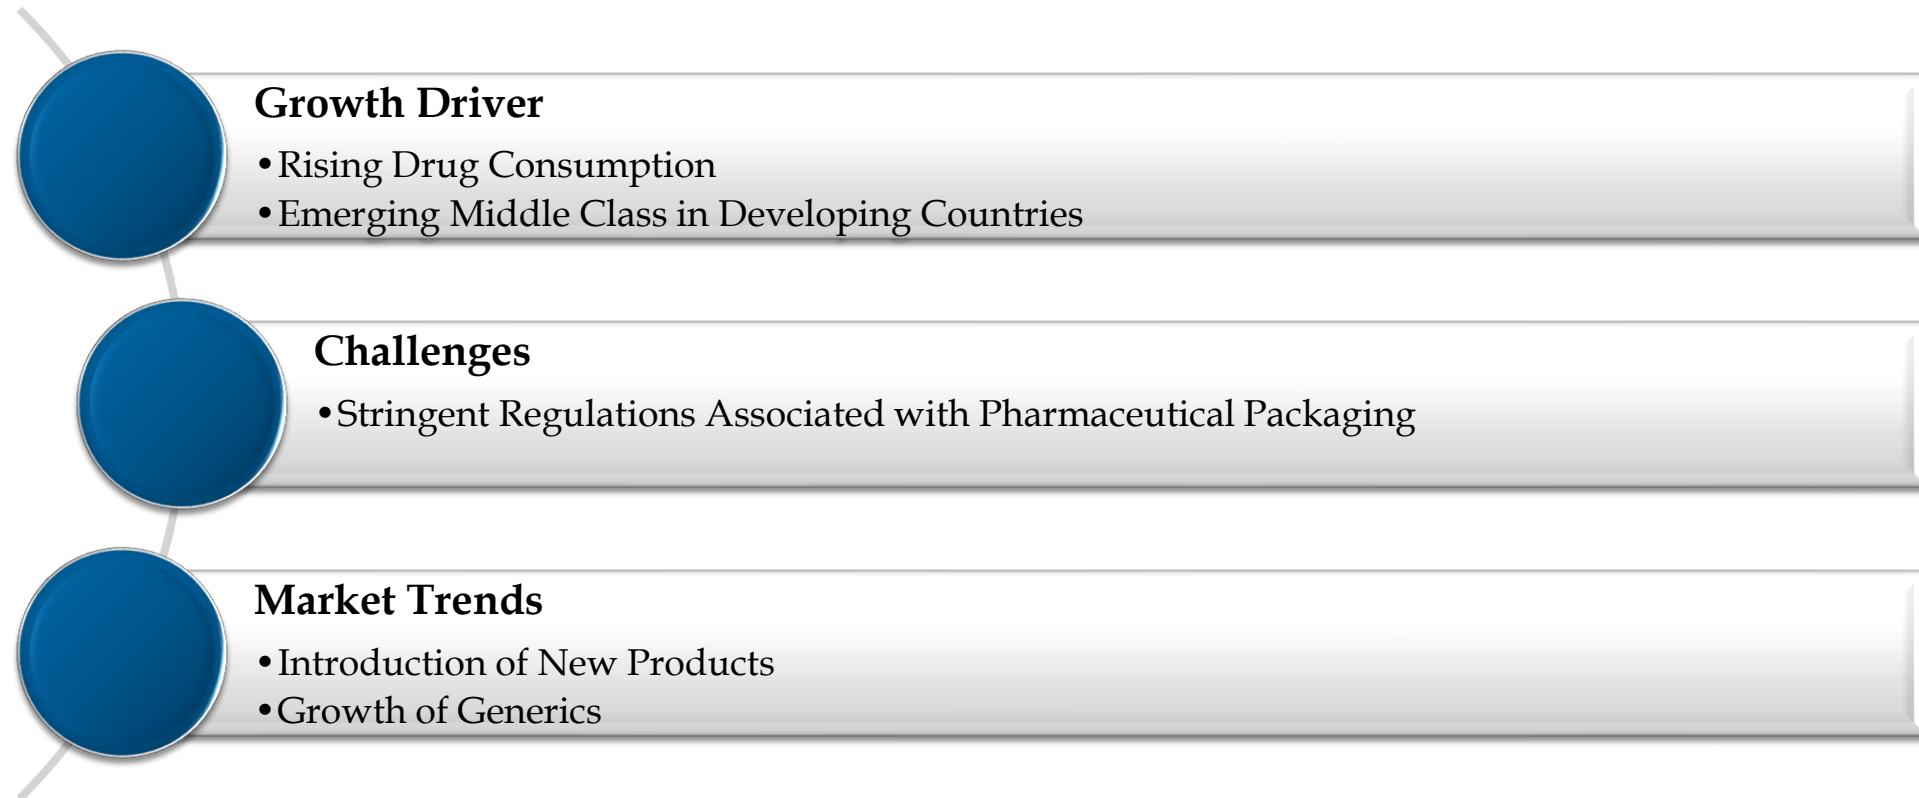 Growth Driver
•Rising Drug Consumption
•Emerging Middle Class in Developing Countries
Challenges
•Stringent Regulations Associated with Pharmaceutical Packaging
Market Trends
•Introduction of New Products
•Growth of Generics